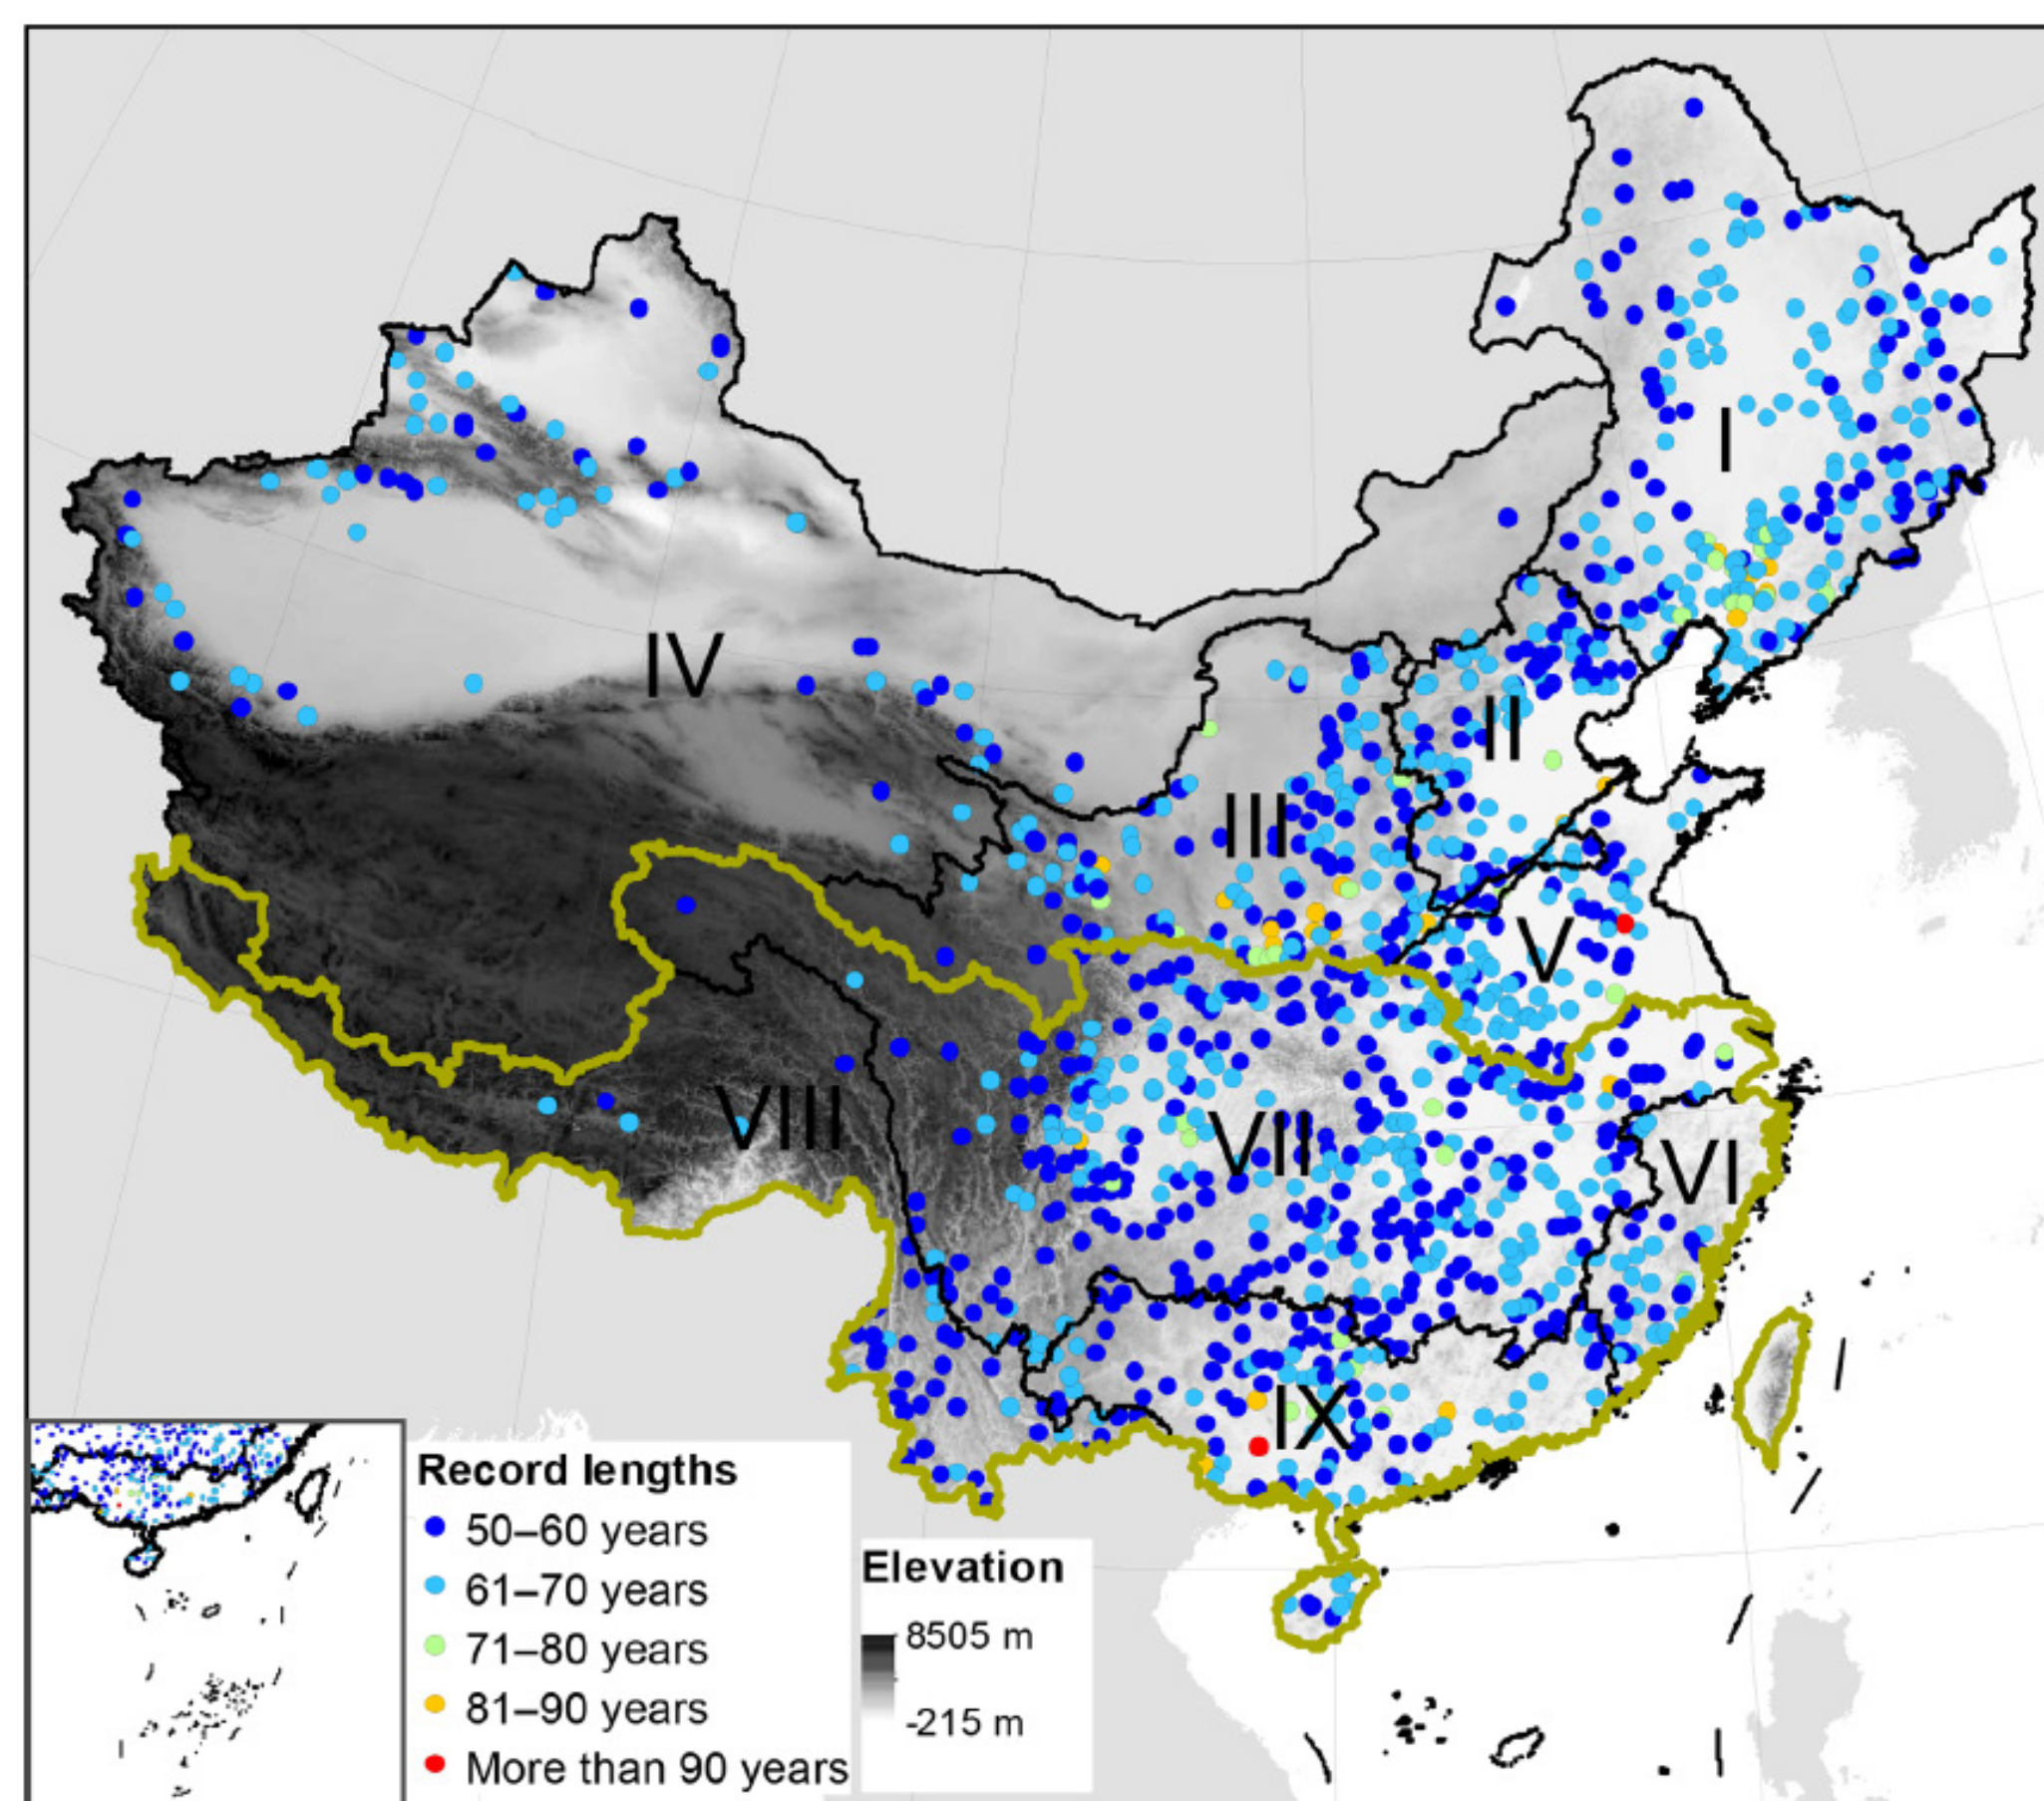 I
IV
II
III
V
VIII
VII
VI
IX
Record lengths
50–60 years
61–70 years
71–80 years
81–90 years
More than 90 years
Elevation
8505 m
-215 m